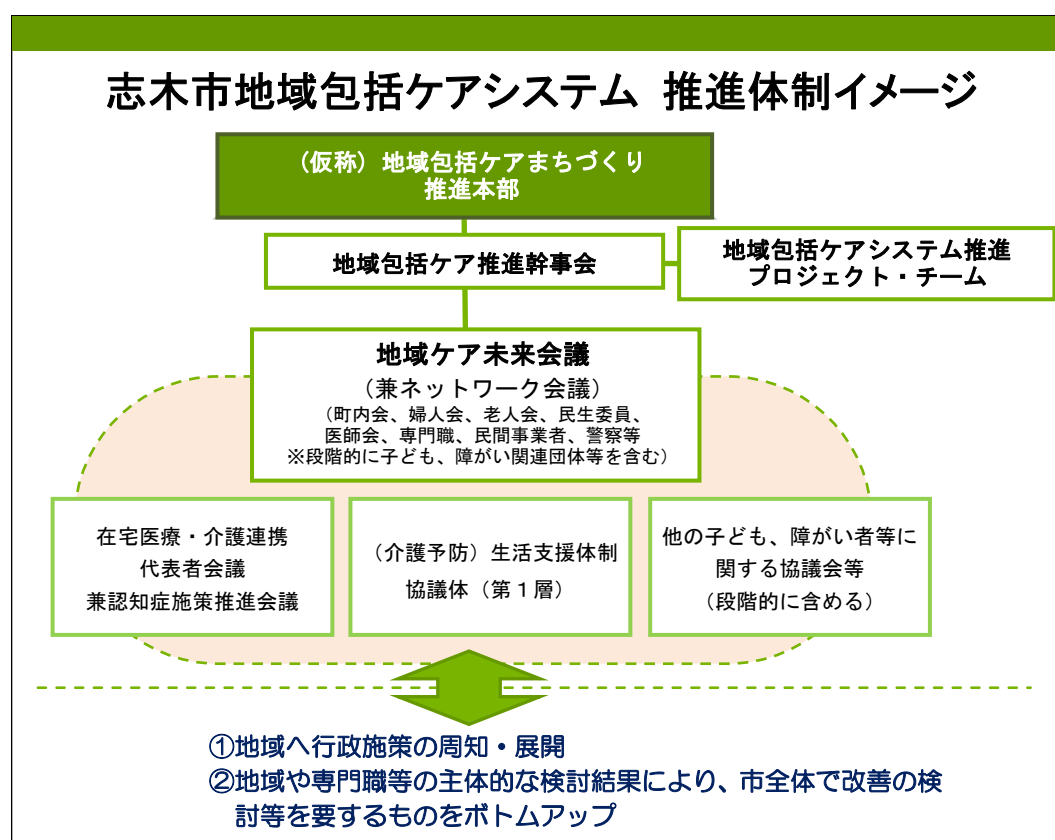 志木市地域包括ケアシステム 推進体制イメージ
（仮称）地域包括ケアまちづくり
推進本部
地域包括ケア推進幹事会
地域包括ケアシステム推進
プロジェクト・チーム
地域ケア未来会議
（兼ネットワーク会議）
（町内会、婦人会、老人会、民生委員、
医師会、専門職、民間事業者、警察等
※段階的に子ども、障がい関連団体等を含む）
在宅医療・介護連携
代表者会議
兼認知症施策推進会議
（介護予防）生活支援体制
協議体（第１層）
他の子ども、障がい者等に
関する協議会等
（段階的に含める）
①地域へ行政施策の周知・展開
②地域や専門職等の主体的な検討結果により、市全体で改善の検
討等を要するものをボトムアップ